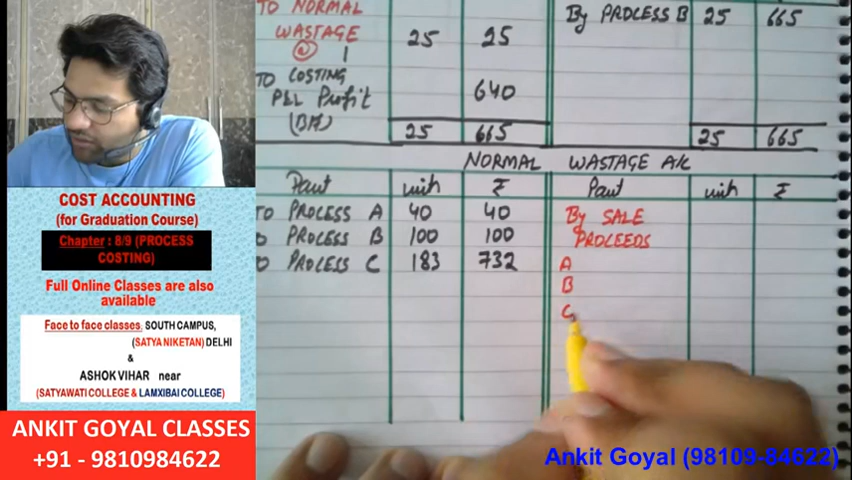 TO NORMAL
WASTAGE 25 25
@ 1
TO COSTING
P&L Profit 640
(B/f)
25 665
By PROCESS B 25 665
25 665
NORMAL WASTAGE A/C
Part units ₹ Part units ₹
TO PROCESS A 40 40
O PROCESS B 100 100
O PROCESS C 183 732
By SALE
PROCEEDS
A
B
C
COST ACCOUNTING
(for Graduation Course)
Chapter : 8/9 (PROCESS
COSTING)
Full Online Classes are also
available
Face to face classes, SOUTH CAMPUS,
(SATYA NIKETAN) DELHI
&
ASHOK VIHAR near
(SATYAWATI COLLEGE & LAMXIBAI COLLEGE)
ANKIT GOYAL CLASSES
+91 - 9810984622
Ankit Goyal (98109-84622)